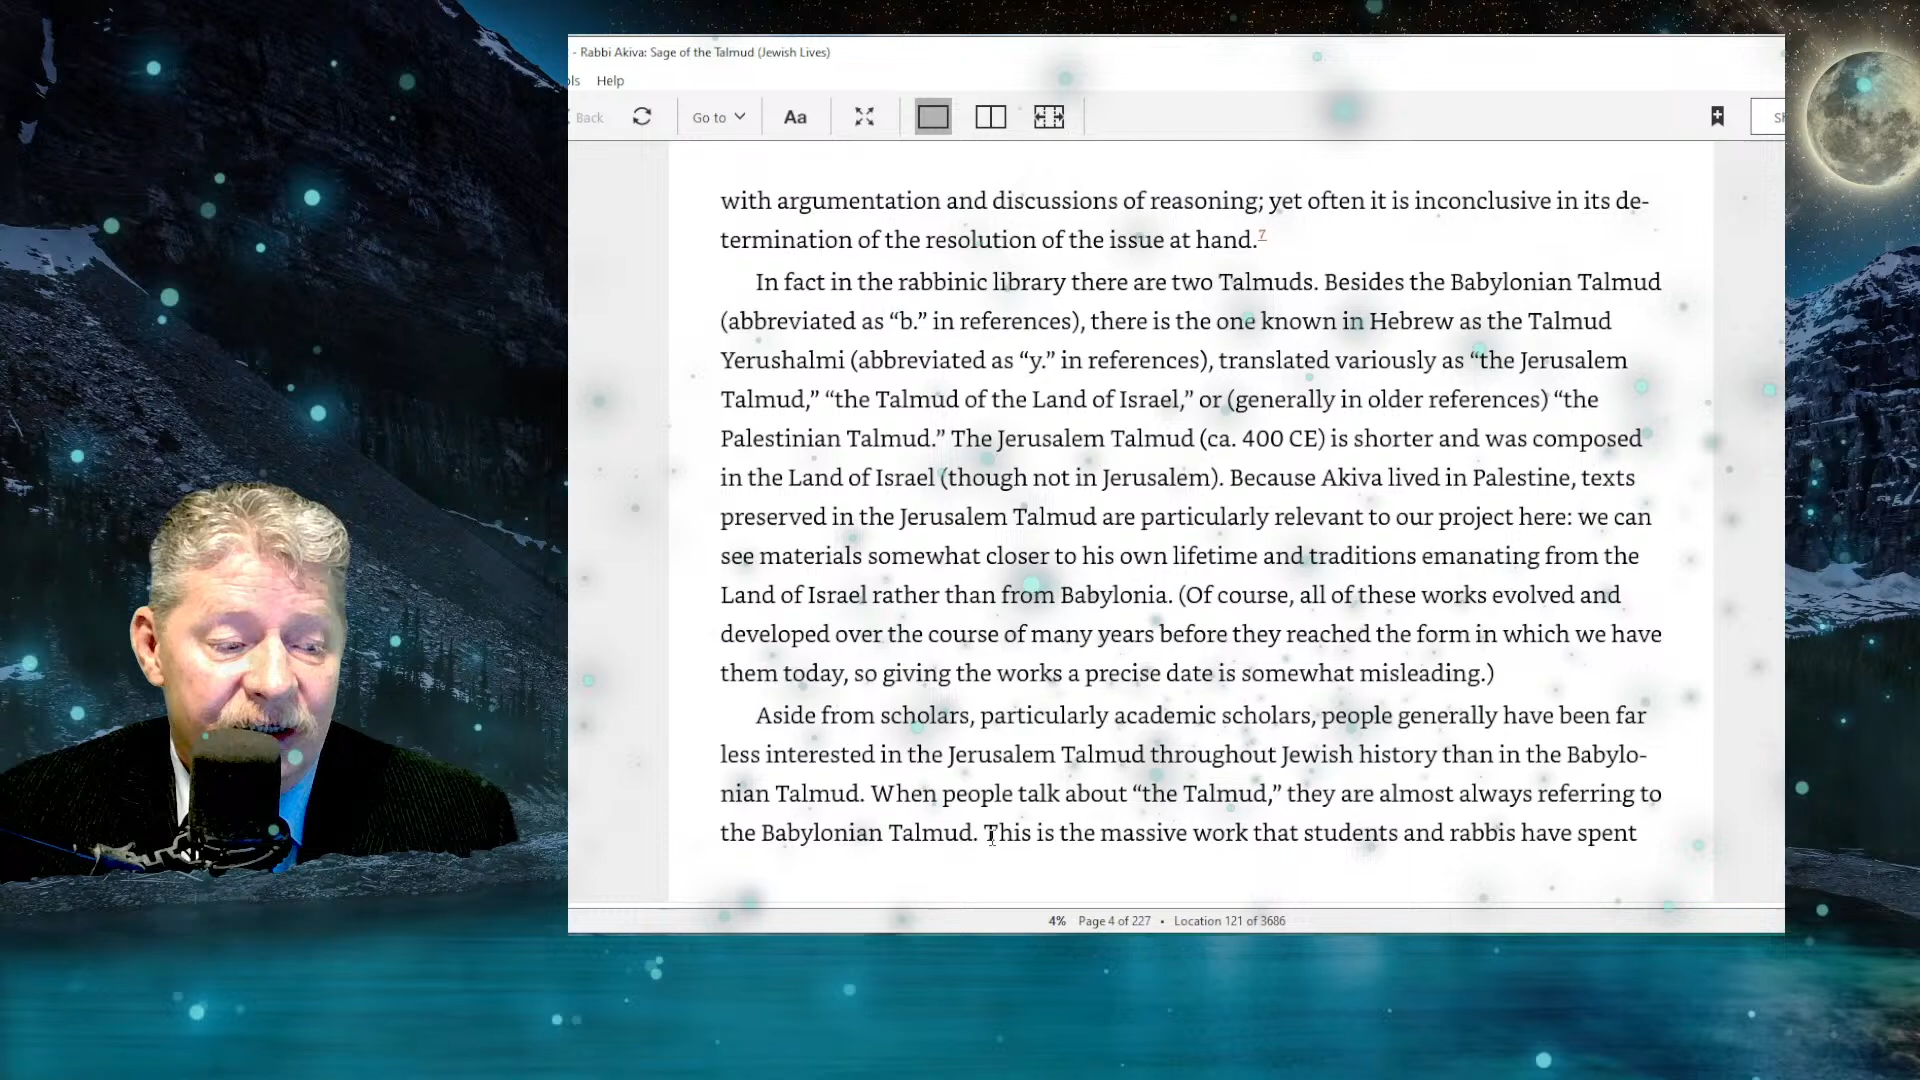 - Rabbi Akiva: Sage of the Talmud (Jewish Lives)
ols Help
Back Go to Aa
with argumentation and discussions of reasoning; yet often it is inconclusive in its de-
termination of the resolution of the issue at hand.7
In fact in the rabbinic library there are two Talmuds. Besides the Babylonian Talmud
(abbreviated as “b.” in references), there is the one known in Hebrew as the Talmud
Yerushalmi (abbreviated as “y.” in references), translated variously as “the Jerusalem
Talmud,” “the Talmud of the Land of Israel,” or (generally in older references) “the
Palestinian Talmud.” The Jerusalem Talmud (ca. 400 CE) is shorter and was composed
in the Land of Israel (though not in Jerusalem). Because Akiva lived in Palestine, texts
preserved in the Jerusalem Talmud are particularly relevant to our project here: we can
see materials somewhat closer to his own lifetime and traditions emanating from the
Land of Israel rather than from Babylonia. (Of course, all of these works evolved and
developed over the course of many years before they reached the form in which we have
them today, so giving the works a precise date is somewhat misleading.)
Aside from scholars, particularly academic scholars, people generally have been far
less interested in the Jerusalem Talmud throughout Jewish history than in the Babylo-
nian Talmud. When people talk about “the Talmud,” they are almost always referring to
the Babylonian Talmud. This is the massive work that students and rabbis have spent
4% Page 4 of 227 • Location 121 of 3686